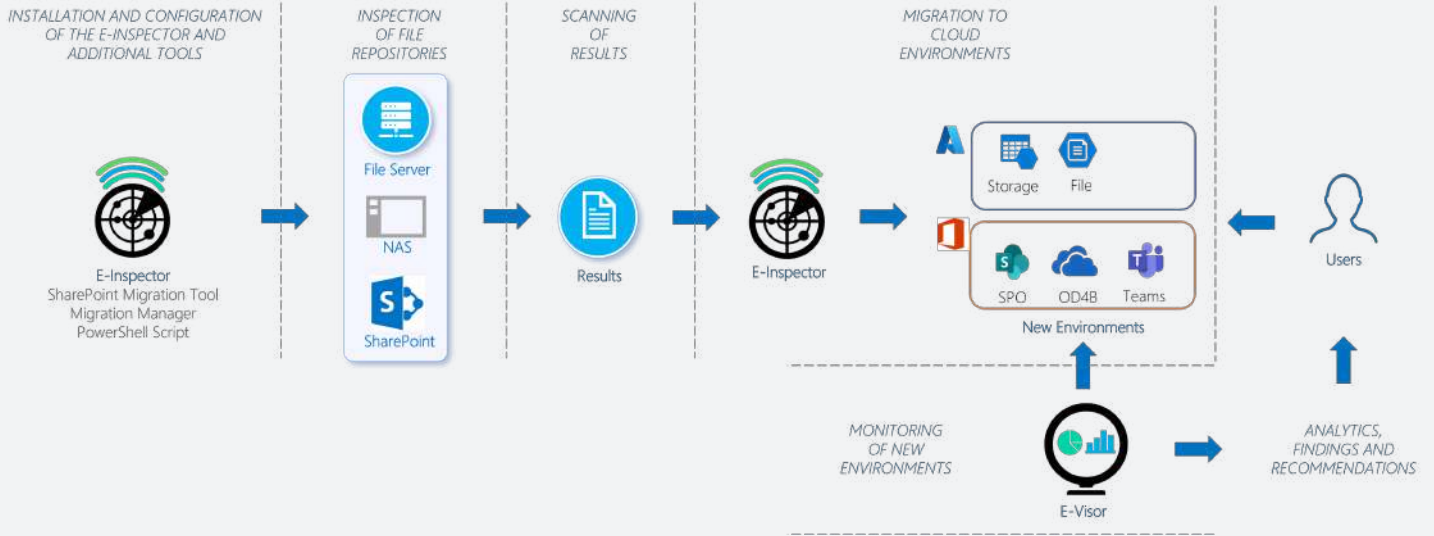 INSTALLATION AND CONFIGURATION
OF THE E-INSPECTOR AND
ADDITIONAL TOOLS
E-Inspector
SharePoint Migration Tool
Migration Manager
PowerShell Script
INSPECTION
OF FILE
REPOSITORIES
File Server
NAS
S
SharePoint
SCANNING
OF
RESULTS
Results
MIGRATION TO
CLOUD
ENVIRONMENTS
E-Inspector
Storage File
S T
SPO OD4B Teams
New Environments
Users
MONITORING
OF NEW
ENVIRONMENTS
E-Visor
ANALYTICS,
FINDINGS AND
RECOMMENDATIONS